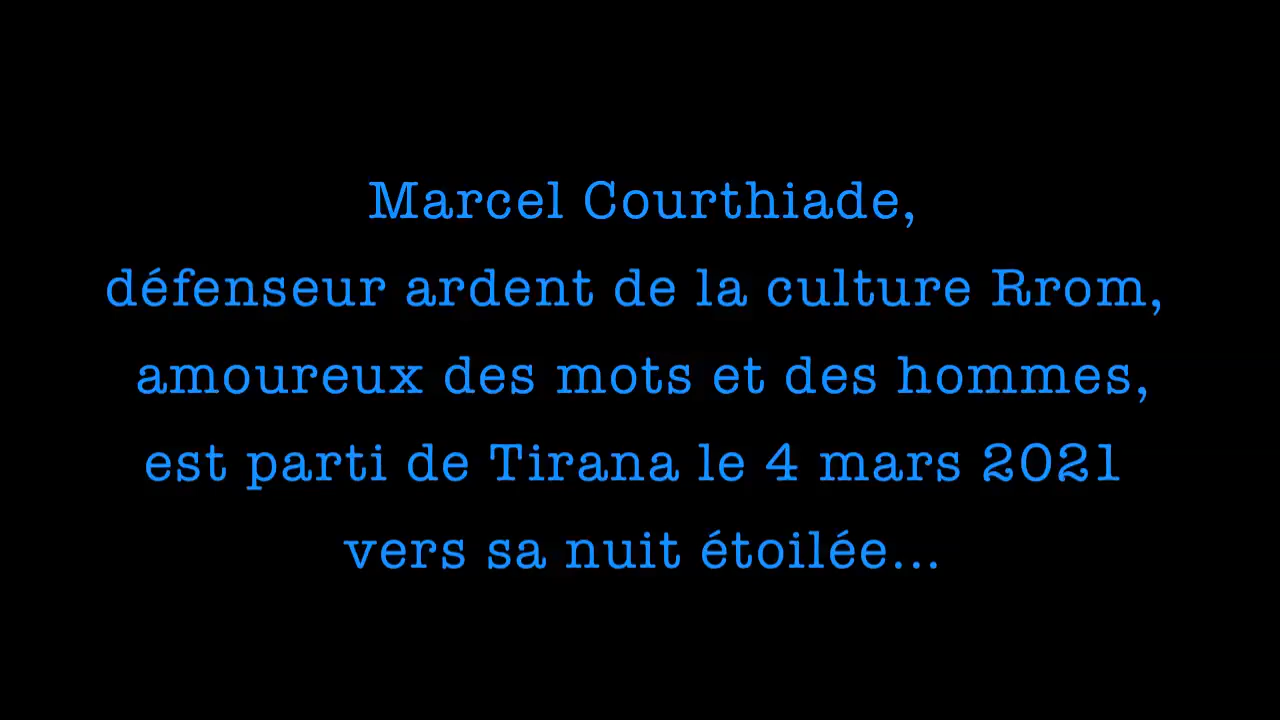 Marcel Courthiade,
défenseur ardent de la culture Rrom,
amoureux des mots et des hommes,
est parti de Tirana le 4 mars 2021
vers sa nuit étoilée...